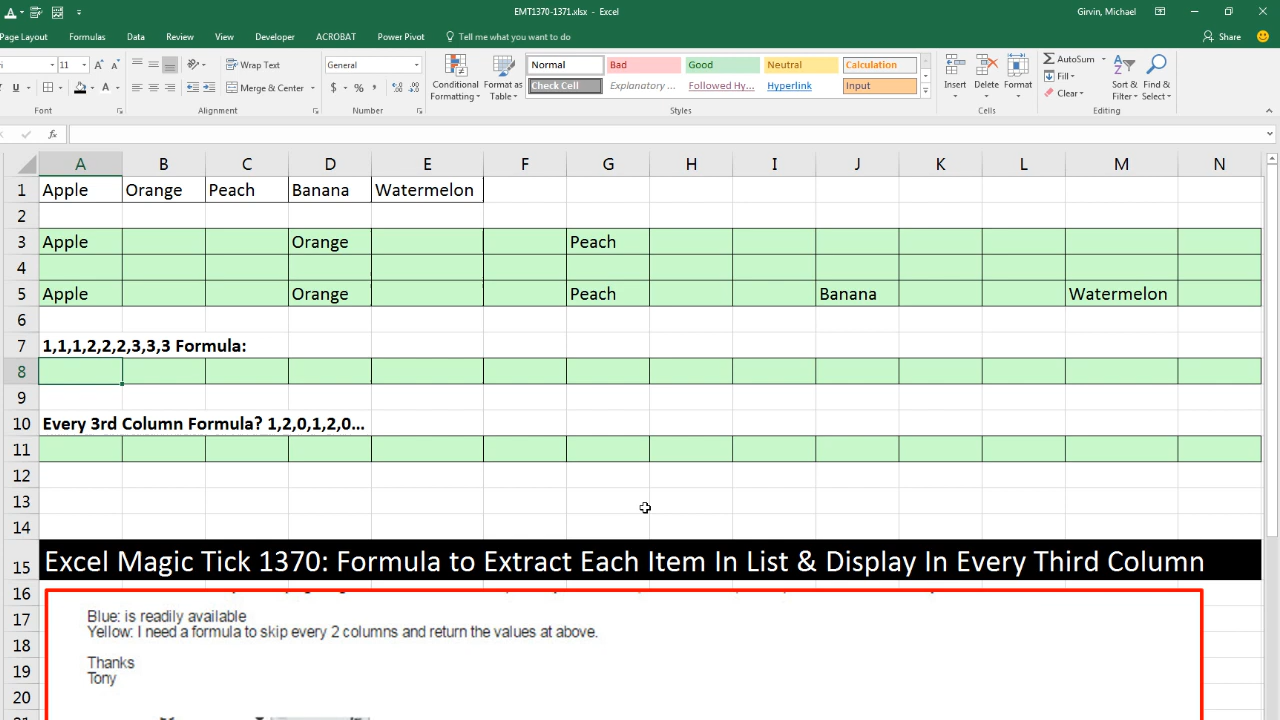 EMT1370-1371.xlsx - Excel
Girvin, Michael
Page Layout Formulas Data Review View Developer ACROBAT Power Pivot Tell me what you want to do Share
11 Wrap Text General Normal Bad Good Neutral Calculation AutoSum
Merge & Center Conditional Formatting Format as Table Check Cell Explanatory ... Followed Hy... Hyperlink Input Insert Delete Format Fill Sort & Filter Find & Select
Clear
Font Alignment Number Styles Cells Editing
fx
A B C D E F G H I J K L M N
1 Apple Orange Peach Banana Watermelon
2
3 Apple Orange Peach
4
5 Apple Orange Peach Banana Watermelon
6
7 1,1,1,2,2,2,3,3,3 Formula:
8
9
10 Every 3rd Column Formula? 1,2,0,1,2,0...
11
12
13
14
15 Excel Magic Tick 1370: Formula to Extract Each Item In List & Display In Every Third Column
16
17 Blue: is readily available
18 Yellow: I need a formula to skip every 2 columns and return the values at above.
19 Thanks
20 Tony